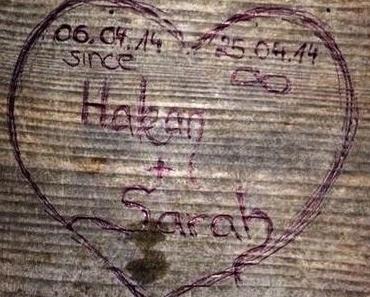 06.04.14 25.04.14
since ∞
Hakan
+
Sarah